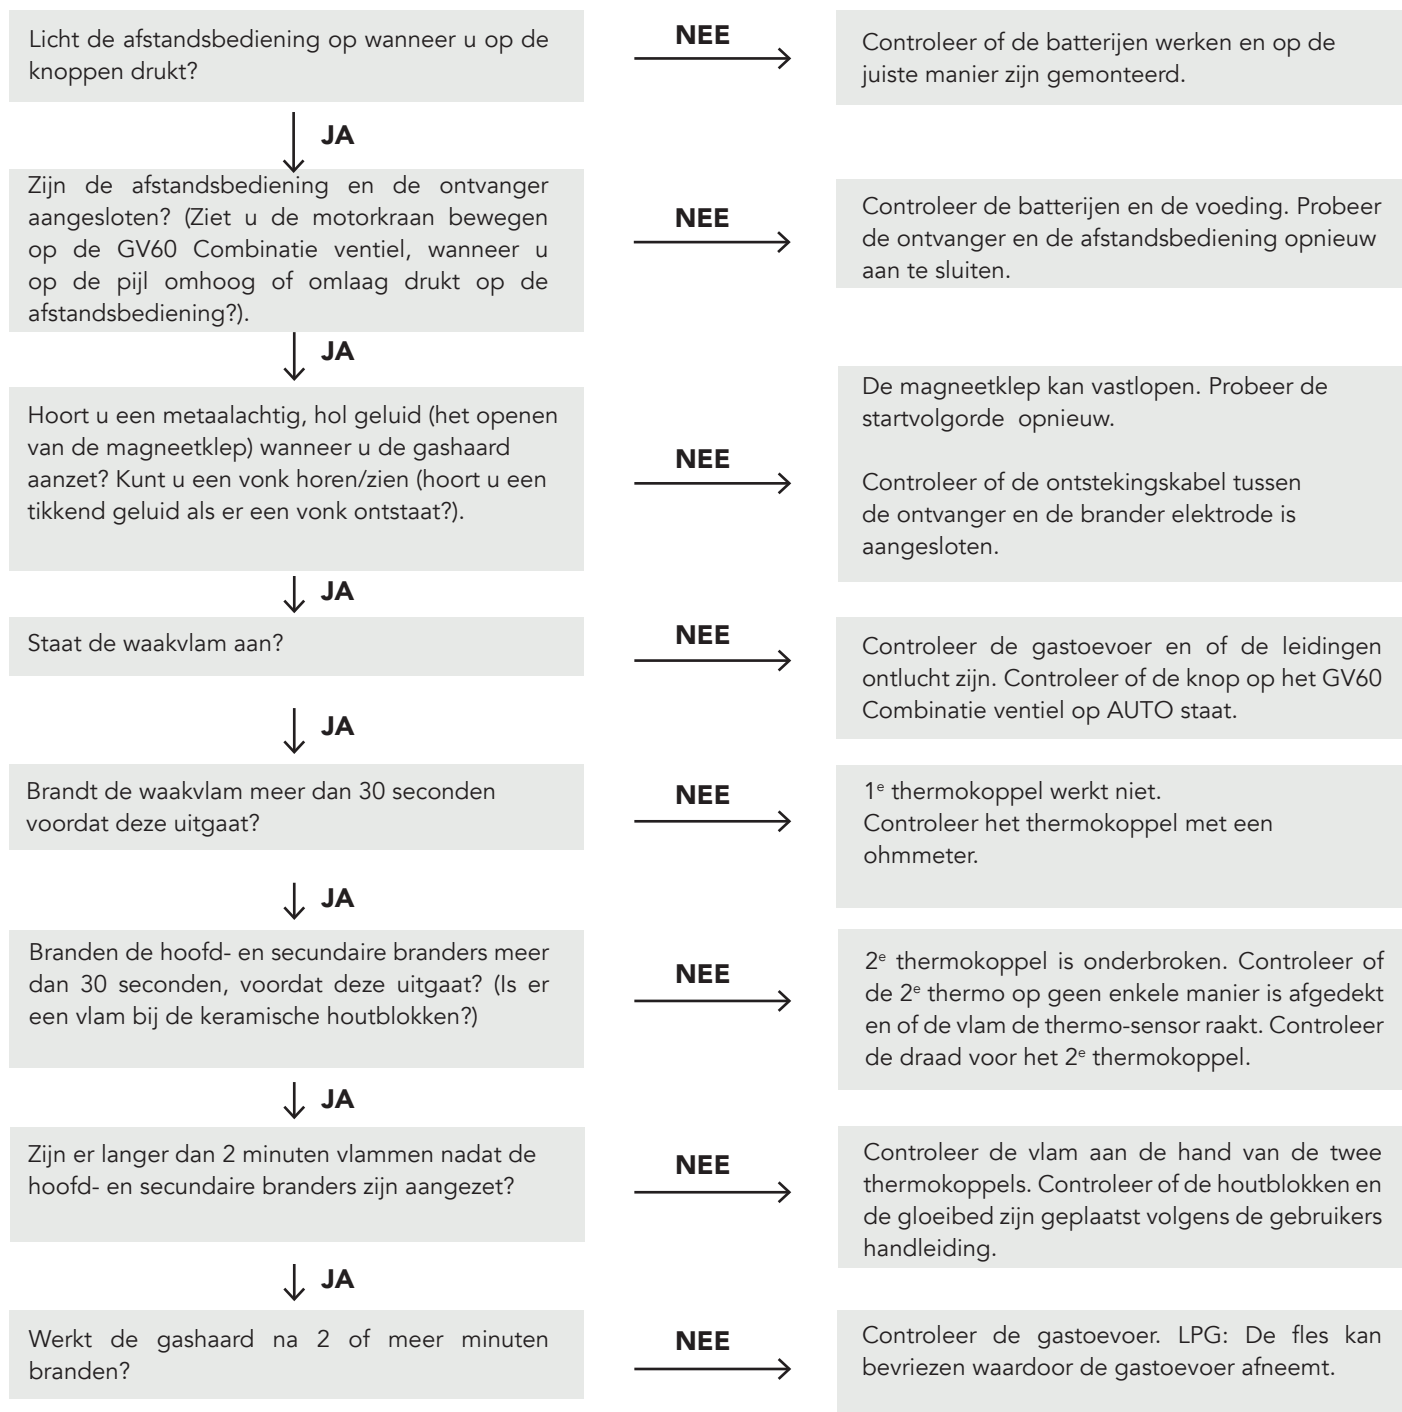 Licht de afstandsbediening op wanneer u op de
knoppen drukt?
NEE
Controleer of de batterijen werken en op de
juiste manier zijn gemonteerd.
JA
Zijn de afstandsbediening en de ontvanger
aangesloten? (Ziet u de motorkraan bewegen
op de GV60 Combinatie ventiel, wanneer u
op de pijl omhoog of omlaag drukt op de
afstandsbediening?).
NEE
Controleer de batterijen en de voeding. Probeer
de ontvanger en de afstandsbediening opnieuw
aan te sluiten.
JA
Hoort u een metaalachtig, hol geluid (het openen
van de magneetklep) wanneer u de gashaard
aanzet? Kunt u een vonk horen/zien (hoort u een
tikkend geluid als er een vonk ontstaat?).
NEE
De magneetklep kan vastlopen. Probeer de
startvolgorde opnieuw.
Controleer of de ontstekingskabel tussen
de ontvanger en de brander elektrode is
aangesloten.
JA
Staat de waakvlam aan?
NEE
Controleer de gastoevoer en of de leidingen
ontlucht zijn. Controleer of de knop op het GV60
Combinatie ventiel op AUTO staat.
JA
Brandt de waakvlam meer dan 30 seconden
voordat deze uitgaat?
NEE
1e thermokoppel werkt niet.
Controleer het thermokoppel met een
ohmmeter.
JA
Branden de hoofd- en secundaire branders meer
dan 30 seconden, voordat deze uitgaat? (Is er
een vlam bij de keramische houtblokken?)
NEE
2e thermokoppel is onderbroken. Controleer of
de 2e thermo op geen enkele manier is afgedekt
en of de vlam de thermo-sensor raakt. Controleer
de draad voor het 2e thermokoppel.
JA
Zijn er langer dan 2 minuten vlammen nadat de
hoofd- en secundaire branders zijn aangezet?
NEE
Controleer de vlam aan de hand van de twee
thermokoppels. Controleer of de houtblokken en
de gloeibed zijn geplaatst volgens de gebruikers
handleiding.
JA
Werkt de gashaard na 2 of meer minuten
branden?
NEE
Controleer de gastoevoer. LPG: De fles kan
bevriezen waardoor de gastoevoer afneemt.